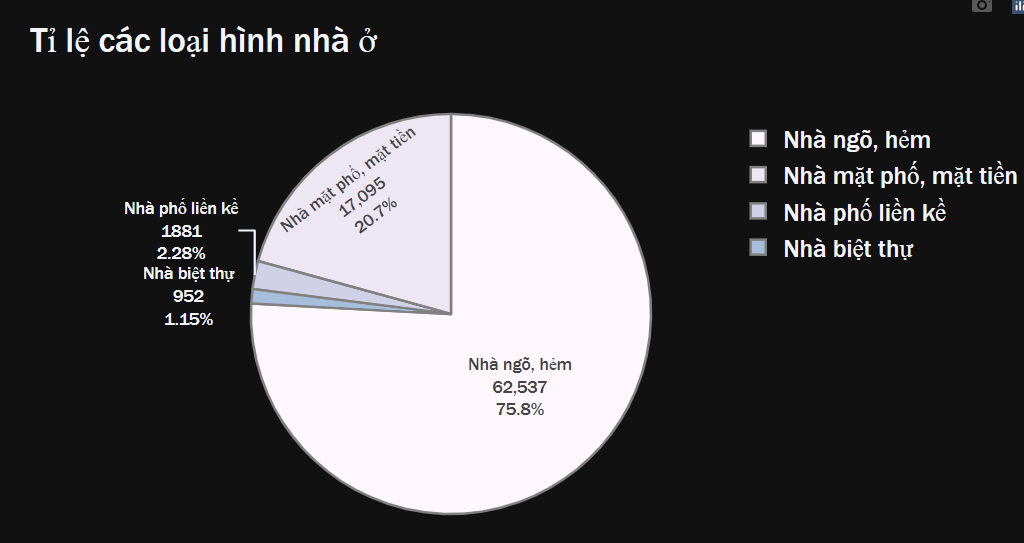 Tỉ lệ các loại hình nhà ở
Nhà ngõ, hẻm
Nhà mặt phố, mặt tiền
Nhà phố liền kề
Nhà biệt thự
Nhà mặt phố, mặt tiền
17,095
20.7%
Nhà phố liền kề
1881
2.28%
Nhà biệt thự
952
1.15%
Nhà ngõ, hẻm
62,537
75.8%